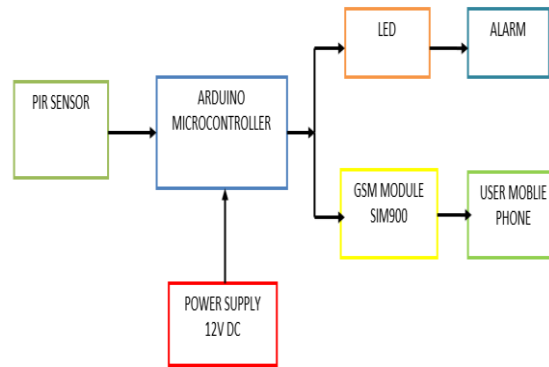 LED
ALARM
PIR SENSOR
ARDUINO
MICROCONTROLLER
GSM MODULE
SIM900
USER MOBLIE
PHONE
POWER SUPPLY
12V DC